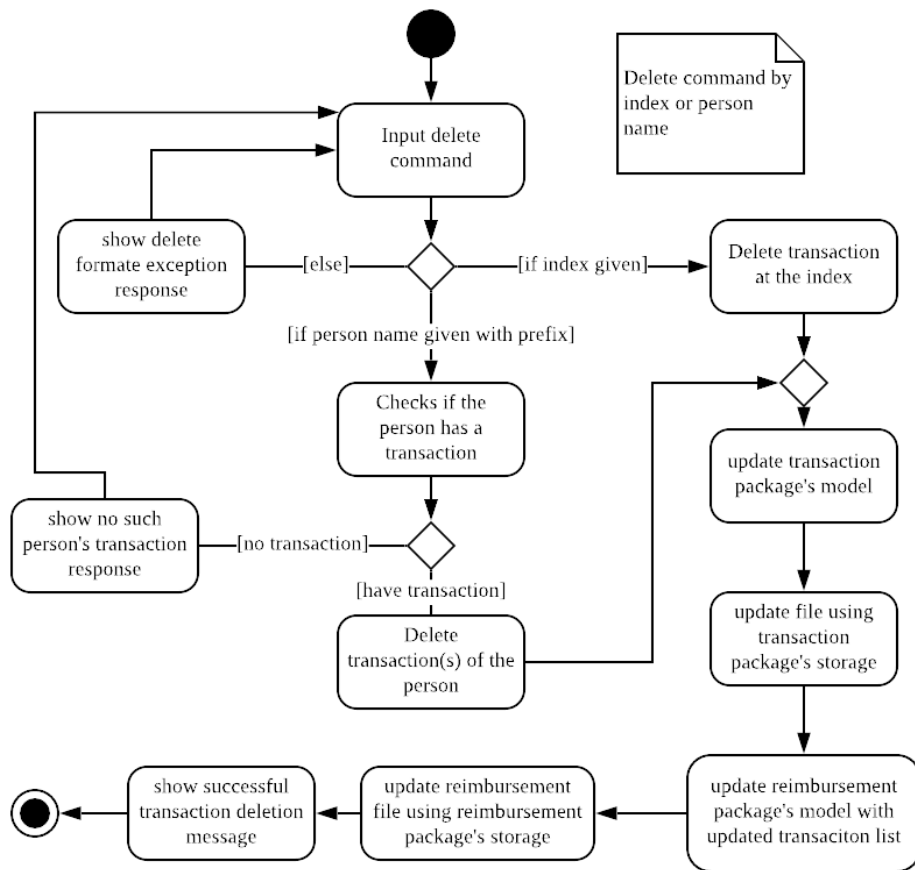 Delete command by
index or person
name
Input delete
command
show delete
formate exception
response
[else]
[if index given]
Delete transaction
at the index
[if person name given with prefix]
Checks if the
person has a
transaction
update transaction
package's model
show no such
person's transaction
response
[no transaction]
[have transaction]
Delete
transaction(s) of the
person
update file using
transaction
package's storage
show successful
transaction deletion
message
update reimbursement
file using reimbursement
package's storage
update reimbursement
package's model with
updated transaciton list